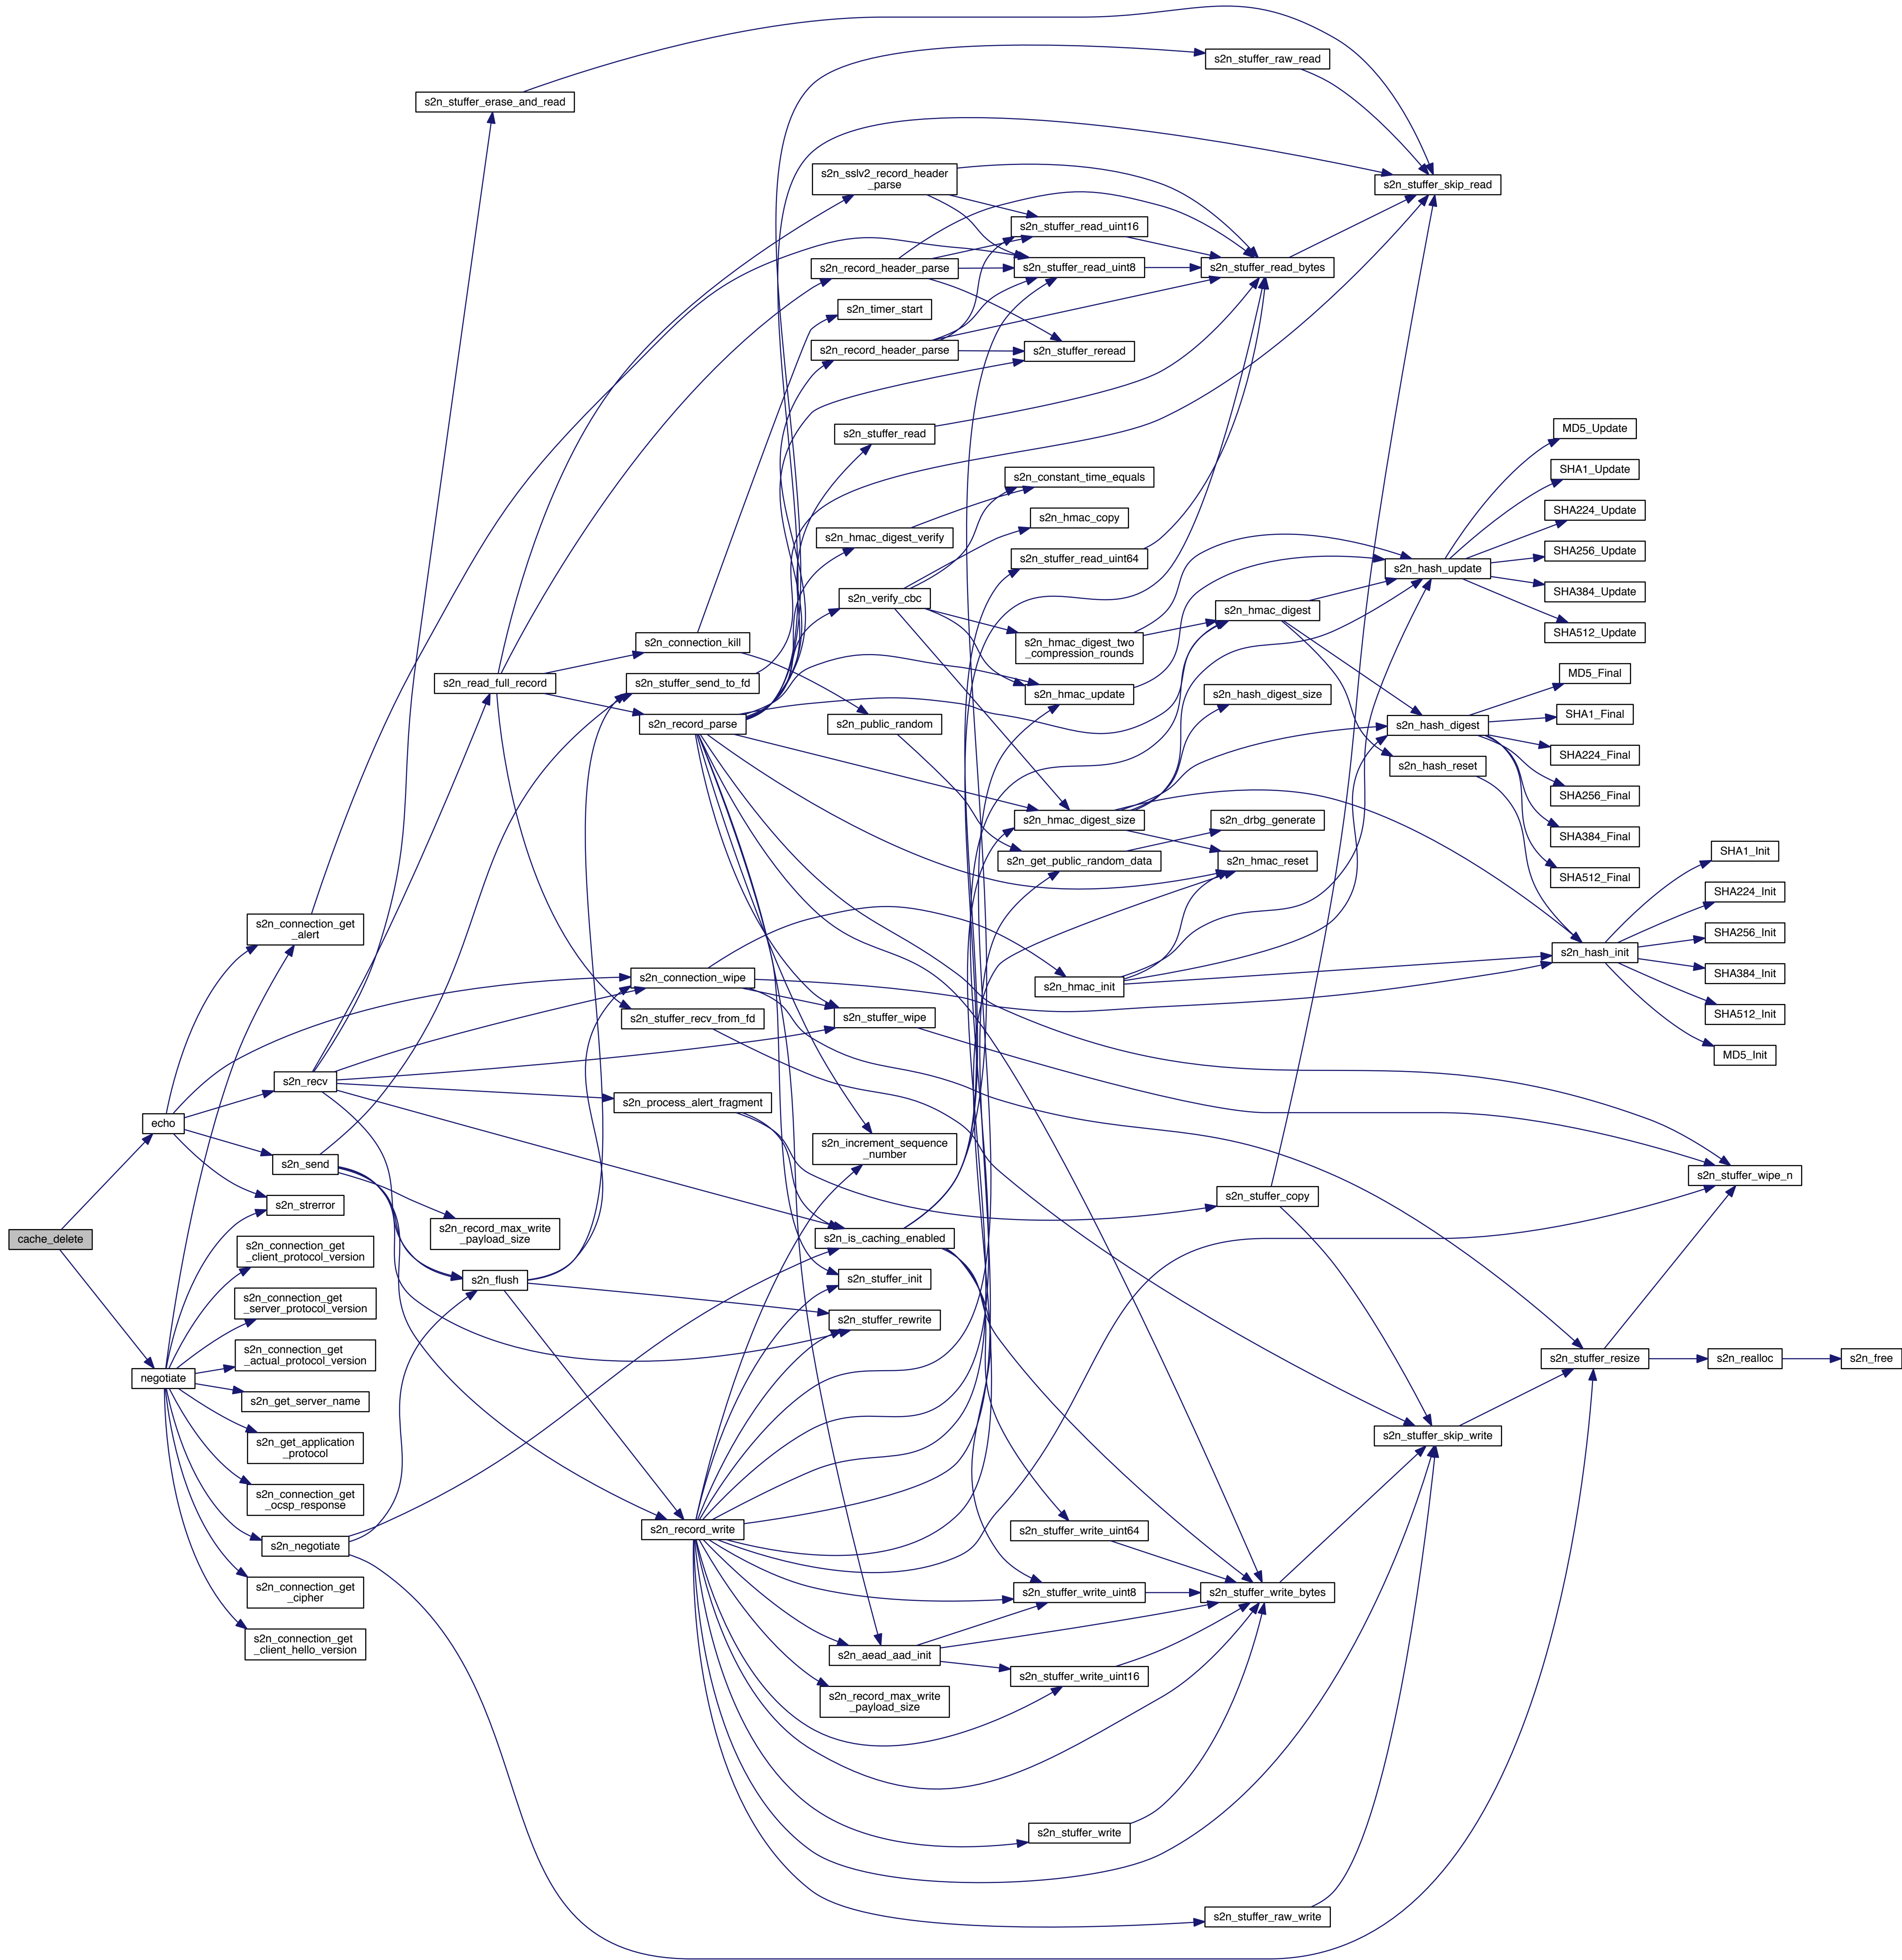 s2n_stuffer_raw_read
s2n_stuffer_erase_and_read
s2n_sslv2_record_header
_parse
s2n_stuffer_skip_read
s2n_stuffer_read_uint16
s2n_record_header_parse
s2n_stuffer_read_uint8
s2n_stuffer_read_bytes
s2n_timer_start
s2n_record_header_parse
s2n_stuffer_reread
s2n_stuffer_read
MD5_Update
s2n_constant_time_equals
SHA1_Update
s2n_hmac_copy
SHA224_Update
s2n_hmac_digest_verify
s2n_stuffer_read_uint64
SHA256_Update
s2n_hash_update
SHA384_Update
s2n_verify_cbc
s2n_hmac_digest
SHA512_Update
s2n_connection_kill
s2n_hmac_digest_two
_compression_rounds
s2n_read_full_record
s2n_stuffer_send_to_fd
s2n_hmac_update
s2n_hash_digest_size
MD5_Final
s2n_record_parse
s2n_public_random
s2n_hash_digest
SHA1_Final
SHA224_Final
s2n_hash_reset
SHA256_Final
s2n_hmac_digest_size
s2n_drbg_generate
SHA384_Final
s2n_get_public_random_data
s2n_hmac_reset
SHA512_Final
SHA1_Init
SHA224_Init
s2n_connection_get
_alert
SHA256_Init
s2n_hash_init
s2n_connection_wipe
s2n_hmac_init
SHA384_Init
s2n_stuffer_recv_from_fd
s2n_stuffer_wipe
SHA512_Init
MD5_Init
s2n_recv
s2n_process_alert_fragment
echo
s2n_increment_sequence
_number
s2n_send
s2n_stuffer_wipe_n
s2n_strerror
s2n_stuffer_copy
s2n_record_max_write
_payload_size
cache_delete
s2n_is_caching_enabled
s2n_connection_get
_client_protocol_version
s2n_flush
s2n_stuffer_init
s2n_connection_get
_server_protocol_version
s2n_stuffer_rewrite
s2n_connection_get
_actual_protocol_version
s2n_stuffer_resize
s2n_realloc
s2n_free
negotiate
s2n_get_server_name
s2n_get_application
_protocol
s2n_stuffer_skip_write
s2n_connection_get
_ocsp_response
s2n_record_write
s2n_stuffer_write_uint64
s2n_negotiate
s2n_connection_get
_cipher
s2n_stuffer_write_uint8
s2n_stuffer_write_bytes
s2n_connection_get
_client_hello_version
s2n_aead_aad_init
s2n_stuffer_write_uint16
s2n_record_max_write
_payload_size
s2n_stuffer_write
s2n_stuffer_raw_write